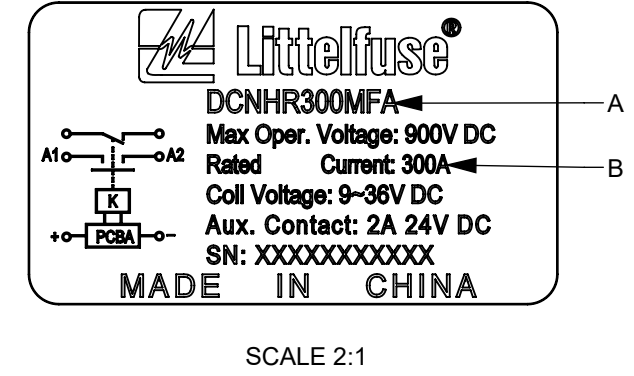 Littelfuse®
DCNHR300MFA
A
Max Oper. Voltage: 900V DC
Rated Current: 300A
B
Coil Voltage: 9~36V DC
Aux. Contact: 2A 24V DC
SN: XXXXXXXXXXX
MADE IN CHINA
A1
A2
K
+
PCBA
-
SCALE 2:1